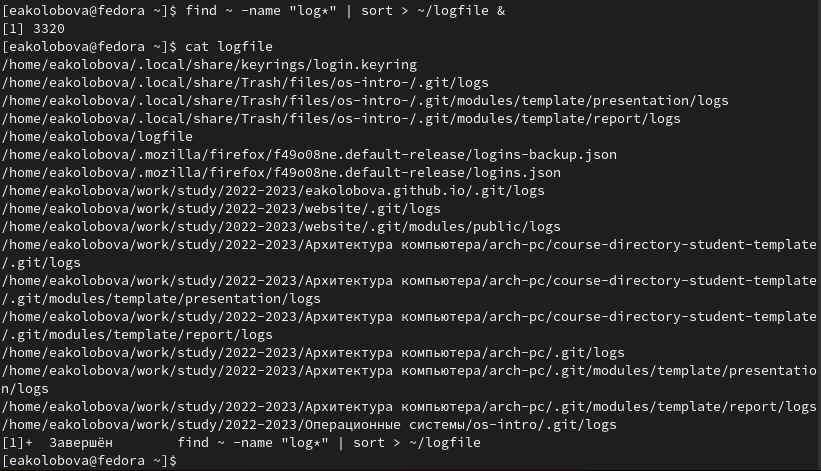 [eakolobova@fedora ~]$ find ~ -name "log*" | sort > ~/logfile &
[1] 3320
[eakolobova@fedora ~]$ cat logfile
/home/eakolobova/.local/share/keyrings/login.keyring
/home/eakolobova/.local/share/Trash/files/os-intro-/.git/logs
/home/eakolobova/.local/share/Trash/files/os-intro-/.git/modules/template/presentation/logs
/home/eakolobova/.local/share/Trash/files/os-intro-/.git/modules/template/report/logs
/home/eakolobova/logfile
/home/eakolobova/.mozilla/firefox/f49o08ne.default-release/logins-backup.json
/home/eakolobova/.mozilla/firefox/f49o08ne.default-release/logins.json
/home/eakolobova/work/study/2022-2023/eakolobova.github.io/.git/logs
/home/eakolobova/work/study/2022-2023/website/.git/logs
/home/eakolobova/work/study/2022-2023/website/.git/modules/public/logs
/home/eakolobova/work/study/2022-2023/Архитектура компьютера/arch-pc/course-directory-student-template
/.git/logs
/home/eakolobova/work/study/2022-2023/Архитектура компьютера/arch-pc/course-directory-student-template
/.git/modules/template/presentation/logs
/home/eakolobova/work/study/2022-2023/Архитектура компьютера/arch-pc/course-directory-student-template
/.git/modules/template/report/logs
/home/eakolobova/work/study/2022-2023/Архитектура компьютера/arch-pc/.git/logs
/home/eakolobova/work/study/2022-2023/Архитектура компьютера/arch-pc/.git/modules/template/presentatio
n/logs
/home/eakolobova/work/study/2022-2023/Архитектура компьютера/arch-pc/.git/modules/template/report/logs
/home/eakolobova/work/study/2022-2023/Операционные системы/os-intro/.git/logs
[1]+  Завершён        find ~ -name "log*" | sort > ~/logfile
[eakolobova@fedora ~]$